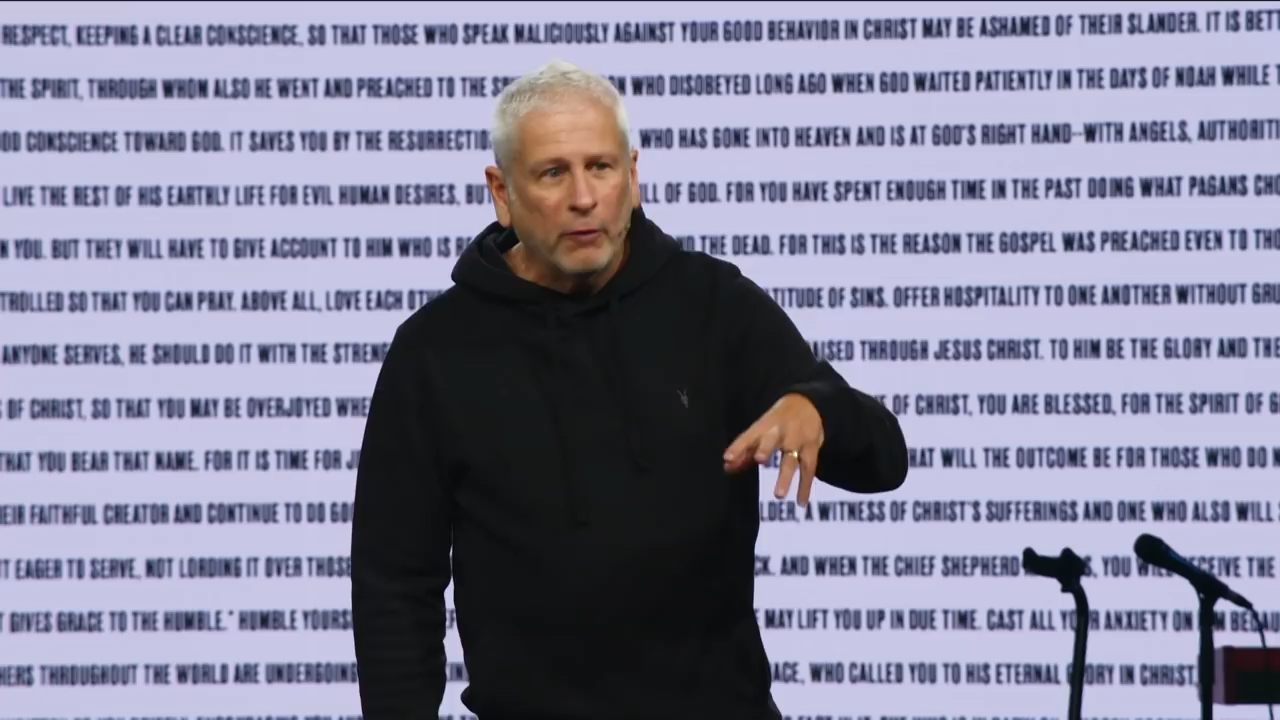 RESPECT, KEEPING A CLEAR CONSCIENCE, SO THAT THOSE WHO SPEAK MALICIOUSLY AGAINST YOUR GOOD BEHAVIOR IN CHRIST MAY BE ASHAMED OF THEIR SLANDER. IT IS BETT
THE SPIRIT, THROUGH WHOM ALSO HE WENT AND PREACHED TO THE SP N WHO DISOBEYED LONG AGO WHEN GOD WAITED PATIENTLY IN THE DAYS OF NOAH WHILE T
OD CONSCIENCE TOWARD GOD. IT SAVES YOU BY THE RESURRECTIO WHO HAS GONE INTO HEAVEN AND IS AT GOD'S RIGHT HAND--WITH ANGELS, AUTHORITI
LIVE THE REST OF HIS EARTHLY LIFE FOR EVIL HUMAN DESIRES, BUT ILL OF GOD. FOR YOU HAVE SPENT ENOUGH TIME IN THE PAST DOING WHAT PAGANS CHO
N YOU. BUT THEY WILL HAVE TO GIVE ACCOUNT TO HIM WHO IS R ND THE DEAD. FOR THIS IS THE REASON THE GOSPEL WAS PREACHED EVEN TO THO
TROLLED SO THAT YOU CAN PRAY. ABOVE ALL, LOVE EACH OTH TITUDE OF SINS. OFFER HOSPITALITY TO ONE ANOTHER WITHOUT GRU
ANYONE SERVES, HE SHOULD DO IT WITH THE STRENG AISED THROUGH JESUS CHRIST. TO HIM BE THE GLORY AND THE
S OF CHRIST, SO THAT YOU MAY BE OVERJOYED WHE E OF CHRIST, YOU ARE BLESSED, FOR THE SPIRIT OF G
THAT YOU BEAR THAT NAME. FOR IT IS TIME FOR J HAT WILL THE OUTCOME BE FOR THOSE WHO DO N
EIR FAITHFUL CREATOR AND CONTINUE TO DO GOO LDER, A WITNESS OF CHRIST'S SUFFERINGS AND ONE WHO ALSO WILL
T EAGER TO SERVE, NOT LORDING IT OVER THOSE CK. AND WHEN THE CHIEF SHEPHERD S, YOU WILL RECEIVE THE
T GIVES GRACE TO THE HUMBLE." HUMBLE YOURS E MAY LIFT YOU UP IN DUE TIME. CAST ALL YOUR ANXIETY ON HIM BECAU
HERS THROUGHOUT THE WORLD ARE UNDERGOING KIN ACE, WHO CALLED YOU TO HIS ETERNAL GLORY IN CHRIST,